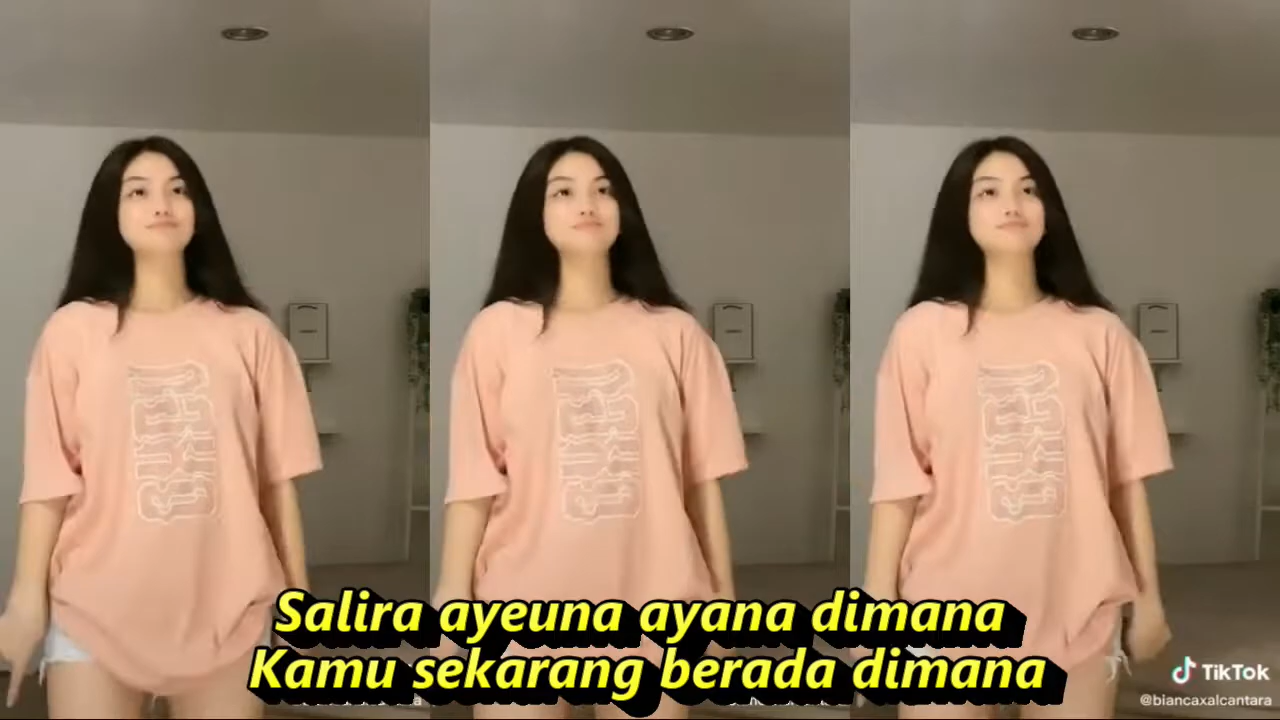 Salira ayeuna ayana dimana
Kamu sekarang berada dimana
TikTok
@biancaxalcantara